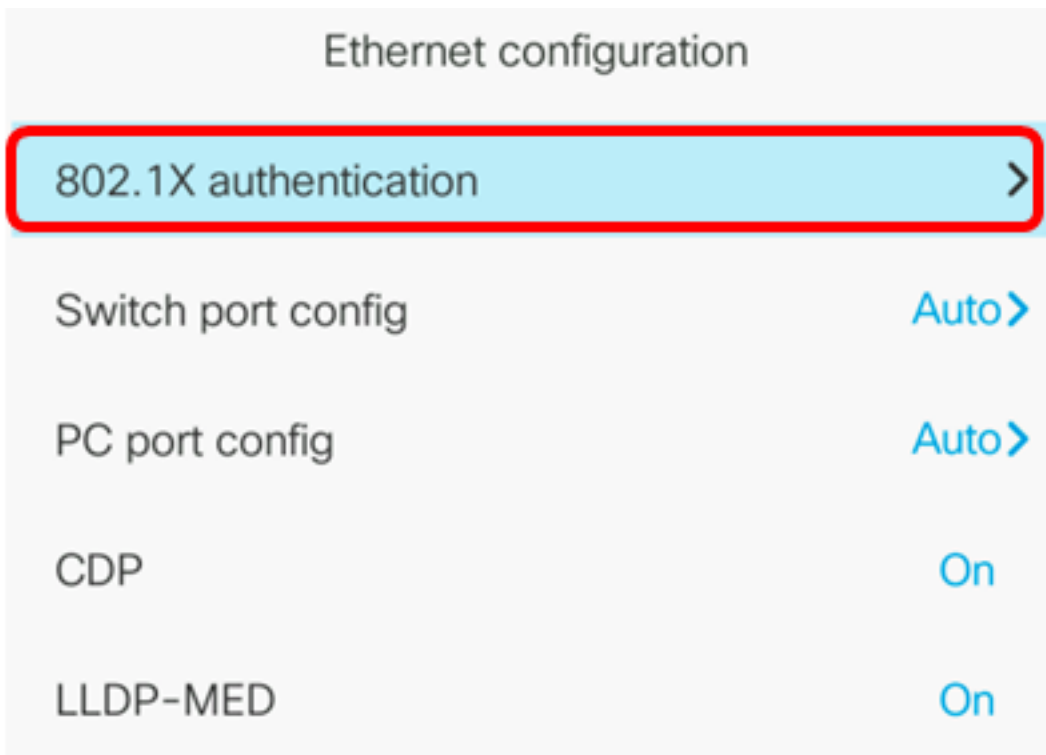 Ethernet configuration
802.1X authentication
Switch port config Auto
PC port config Auto
CDP On
LLDP-MED On